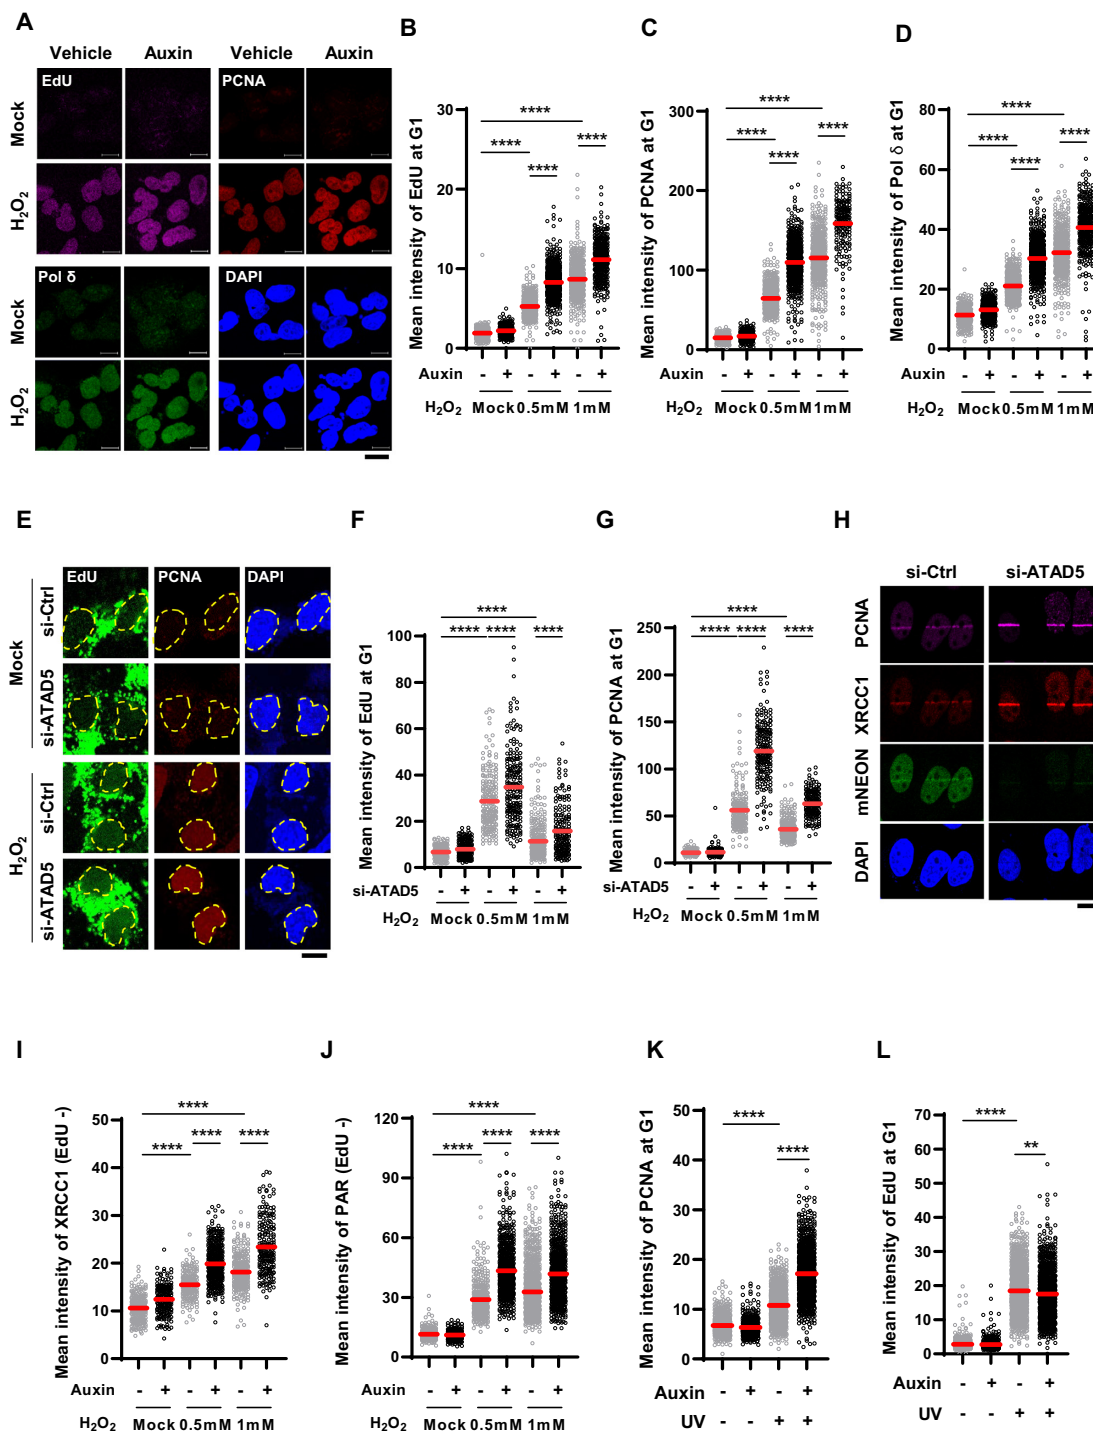 A
Vehicle Auxin Vehicle Auxin
EdU PCNA
Mock
H2O2
Pol δ DAPI
Mock
H2O2
B
Mean intensity of EdU at G1
30
20
10
0
****
****
****
****
Auxin - + - + - +
H2O2 Mock 0.5mM 1mM
C
Mean intensity of PCNA at G1
300
200
100
0
****
****
****
****
Auxin - + - + - +
H2O2 Mock 0.5mM 1mM
D
Mean intensity of Pol δ at G1
80
60
40
20
0
****
****
****
****
Auxin - + - + - +
H2O2 Mock 0.5mM 1mM
E
EdU PCNA DAPI
Mock
si-Ctrl
si-ATAD5
H2O2
si-Ctrl
si-ATAD5
F
Mean intensity of EdU at G1
100
80
60
40
20
0
****
**** **** ****
si-ATAD5 - + - + - +
H2O2 Mock 0.5mM 1mM
G
Mean intensity of PCNA at G1
250
200
150
100
50
0
****
**** **** ****
si-ATAD5 - + - + - +
H2O2 Mock 0.5mM 1mM
H
si-Ctrl si-ATAD5
PCNA
XRCC1
mNEON
DAPI
I
Mean intensity of XRCC1 (EdU -)
50
40
30
20
10
0
****
**** ****
****
Auxin - + - + - +
H2O2 Mock 0.5mM 1mM
J
Mean intensity of PAR (EdU -)
120
90
60
30
0
****
**** ****
****
Auxin - + - + - +
H2O2 Mock 0.5mM 1mM
K
Mean intensity of PCNA at G1
50
40
30
20
10
0
****
****
Auxin - + - +
UV - - + +
L
Mean intensity of EdU at G1
70
60
50
40
30
20
10
0
****
**
Auxin - + - +
UV - - + +